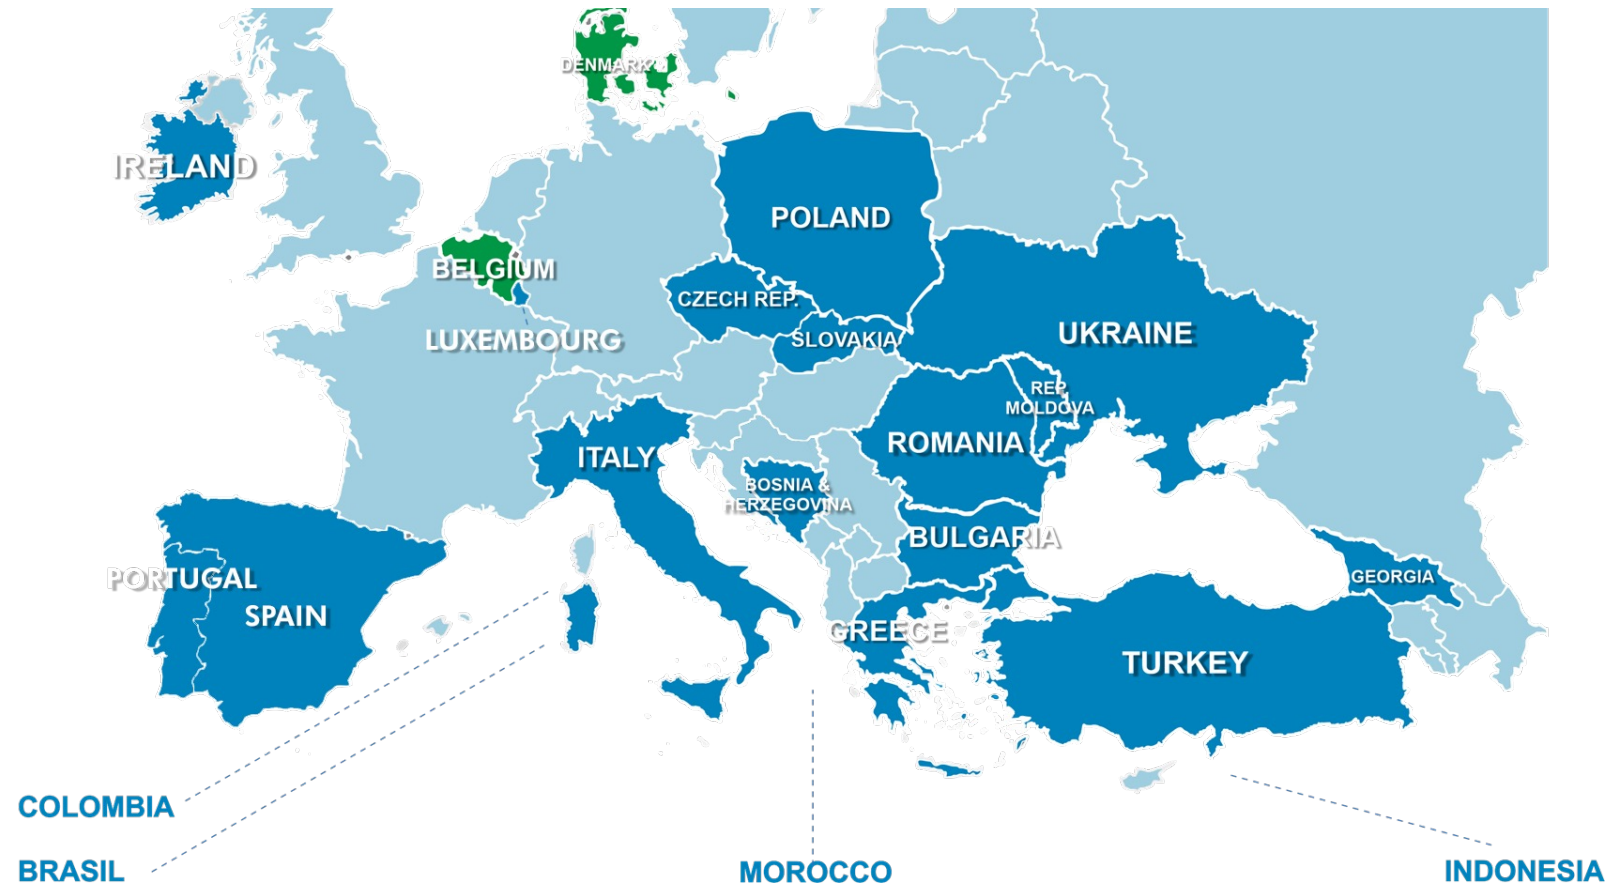 DENMARK
IRELAND
POLAND
BELGIUM
CZECH REP.
LUXEMBOURG
SLOVAKIA
UKRAINE
REP.
MOLDOVA
ROMANIA
ITALY
BOSNIA &
HERZEGOVINA
BULGARIA
PORTUGAL
GEORGIA
SPAIN
GREECE
TURKEY
COLOMBIA
BRASIL
MOROCCO
INDONESIA